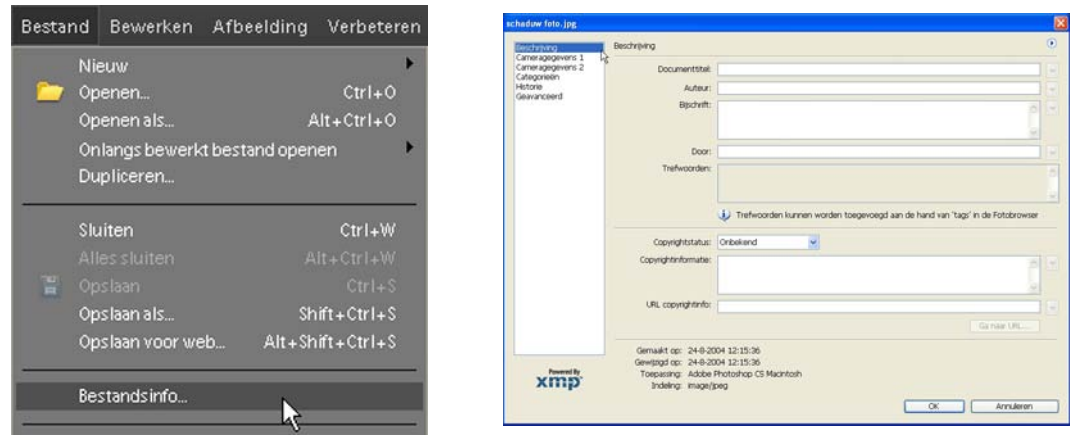 Bestand Bewerken Afbeelding Verbeteren
Nieuw
Openen... Ctrl+O
Openen als... Alt+Ctrl+O
Onlangs bewerkt bestand openen
Dupliceren...
Sluiten Ctrl+W
Alles sluiten Alt+Ctrl+W
Opslaan Ctrl+S
Opslaan als... Shift+Ctrl+S
Opslaan voor web... Alt+Shift+Ctrl+S
Bestandsinfo...
schaduw foto.jpg
Beschrijving
Cameragegevens 1
Cameragegevens 2
Categorieën
Historie
Geavanceerd
Beschrijving
Documenttitel:
Auteur:
Bijschrift:
Door:
Trefwoorden:
Trefwoorden kunnen worden toegevoegd aan de hand van 'tags' in de Fotobrowser
Copyrightstatus: Onbekend
Copyrightinformatie:
URL copyrightinfo:
Ga naar URL...
Gemaakt op: 24-8-2004 12:15:36
Gewijzigd op: 24-8-2004 12:15:36
Toepassing: Adobe Photoshop CS Macintosh
Indeling: image/jpeg
Powered By
xmp
OK Annuleren